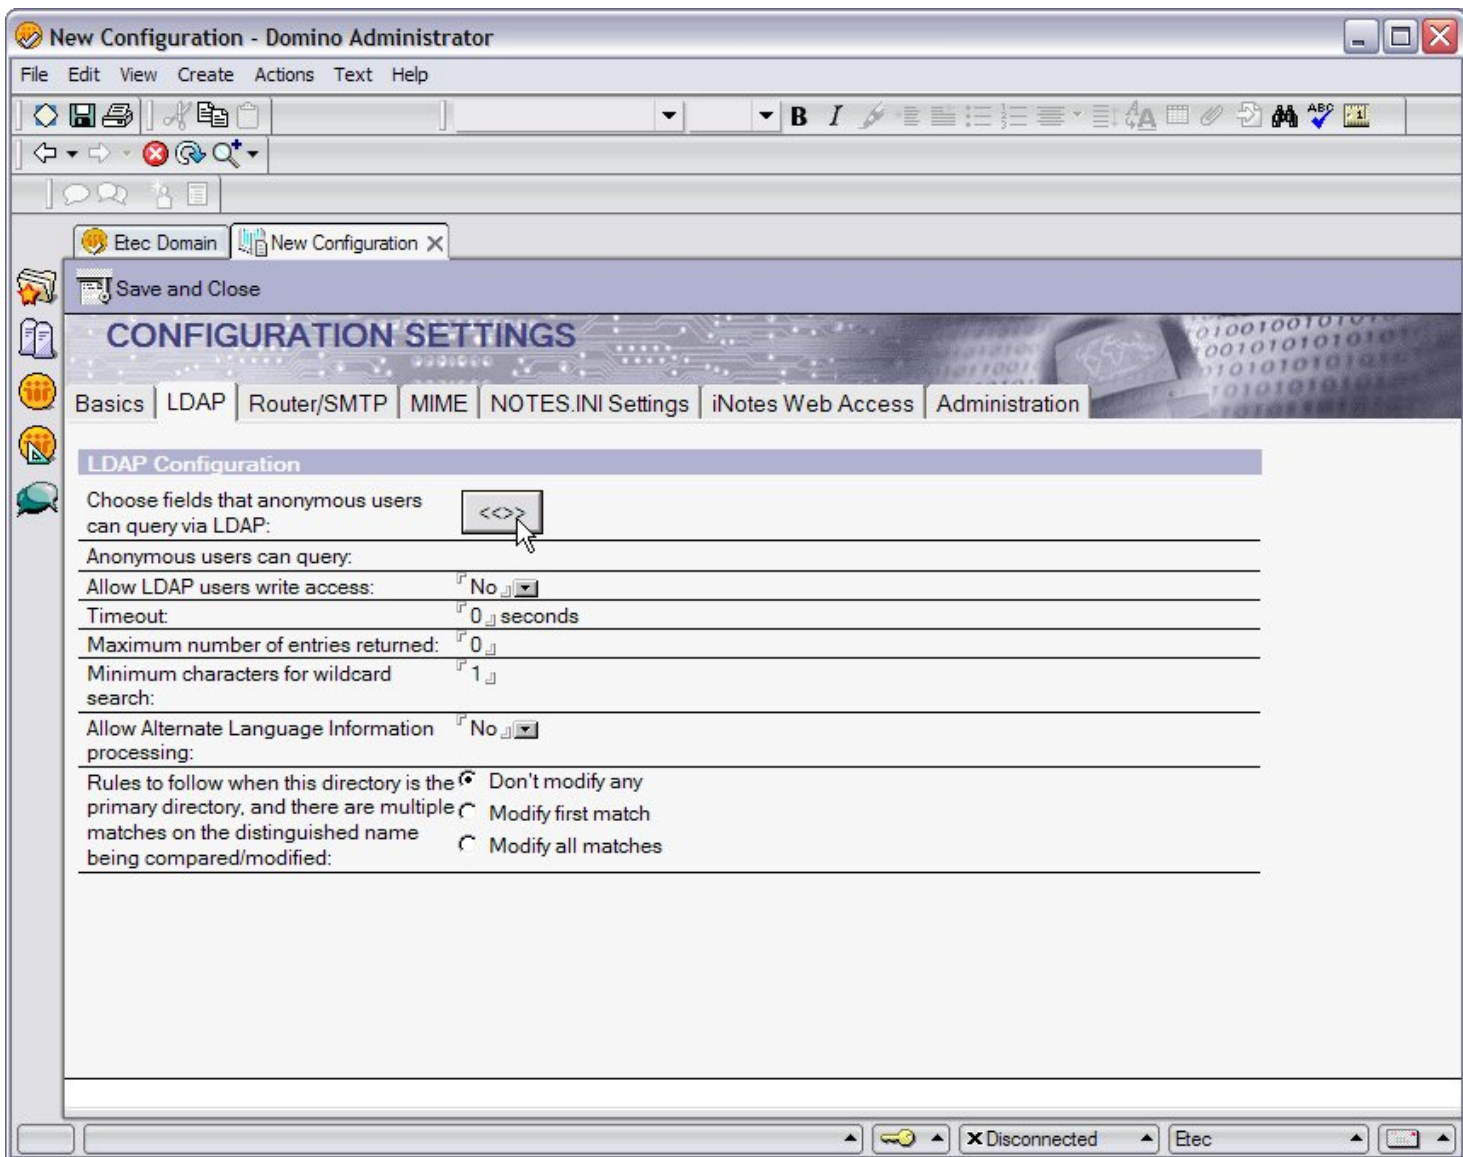 New Configuration - Domino Administrator
File Edit View Create Actions Text Help
B I ABC
Etec Domain New Configuration
Save and Close
CONFIGURATION SETTINGS
Basics LDAP Router/SMTP MIME NOTES.INI Settings iNotes Web Access Administration
LDAP Configuration
Choose fields that anonymous users
can query via LDAP:
<<>>
Anonymous users can query:
Allow LDAP users write access: No
Timeout: 0 seconds
Maximum number of entries returned: 0
Minimum characters for wildcard
search:
1
Allow Alternate Language Information
processing:
No
Rules to follow when this directory is the
primary directory, and there are multiple
matches on the distinguished name
being compared/modified:
Don't modify any
Modify first match
Modify all matches
Disconnected Etec